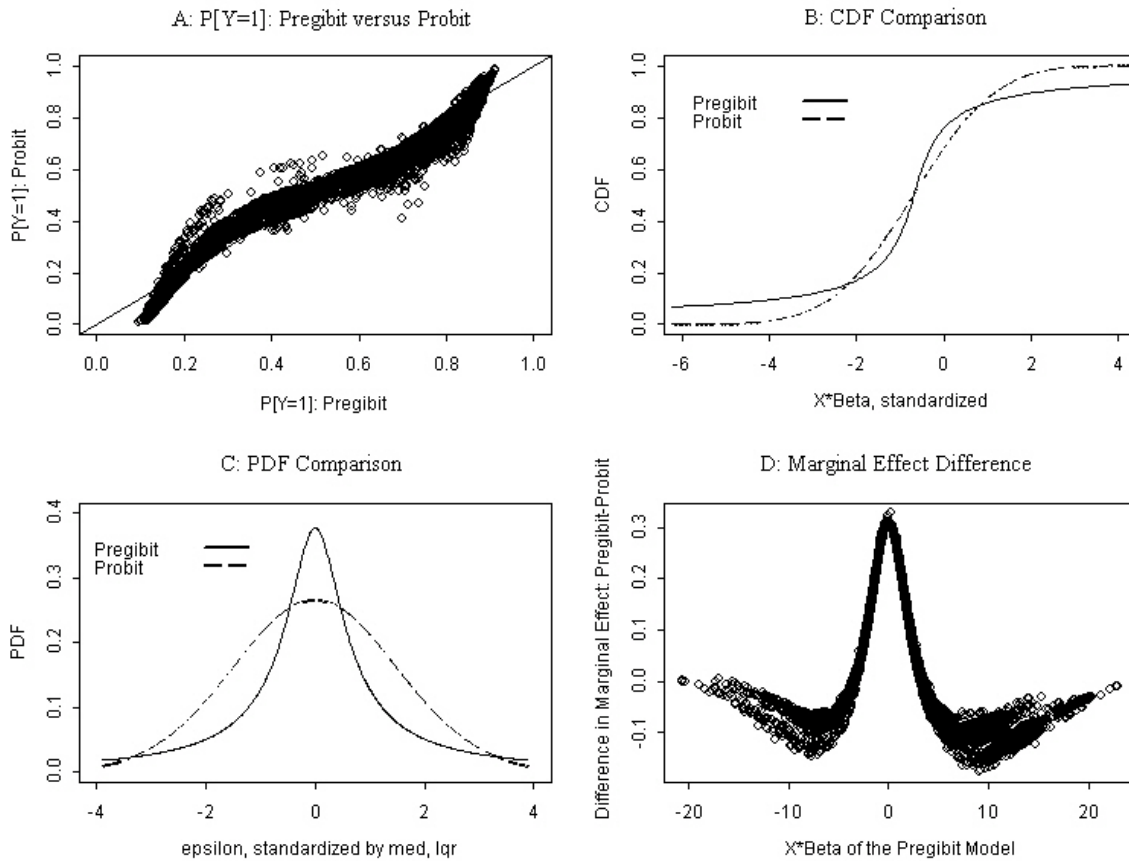 A: P[Y=1]: Pregibit versus Probit
P[Y=1]: Probit
1.0
0.8
0.6
0.4
0.2
0.0
0.0 0.2 0.4 0.6 0.8 1.0
P[Y=1]: Pregibit
B: CDF Comparison
CDF
1.0
0.8
0.6
0.4
0.2
0.0
Pregibit
Probit
-6 -4 -2 0 2 4
X*Beta, standardized
C: PDF Comparison
PDF
0.4
0.3
0.2
0.1
0.0
Pregibit
Probit
-4 -2 0 2 4
epsilon, standardized by med, Iqr
D: Marginal Effect Difference
Difference in Marginal Effect: Pregibit-Probit
0.3
0.2
0.1
0.0
-0.1
-20 -10 0 10 20
X*Beta of the Pregibit Model